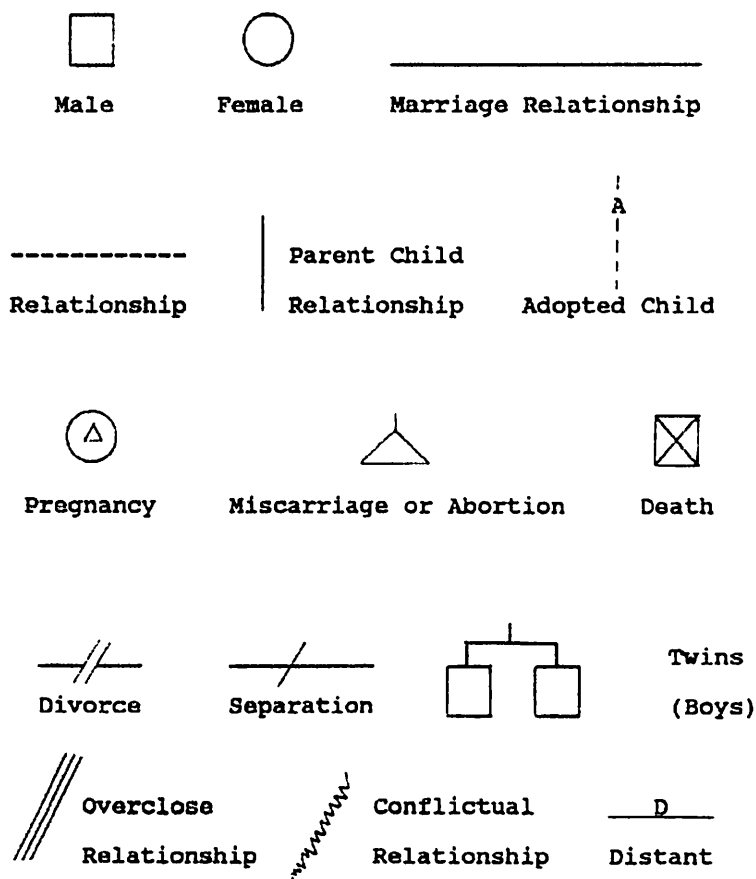 Male Female Marriage Relationship
A
Parent Child
Relationship Relationship Adopted Child
Pregnancy Miscarriage or Abortion Death
Twins
Divorce Separation (Boys)
Overclose Conflictual D
Relationship Relationship Distant